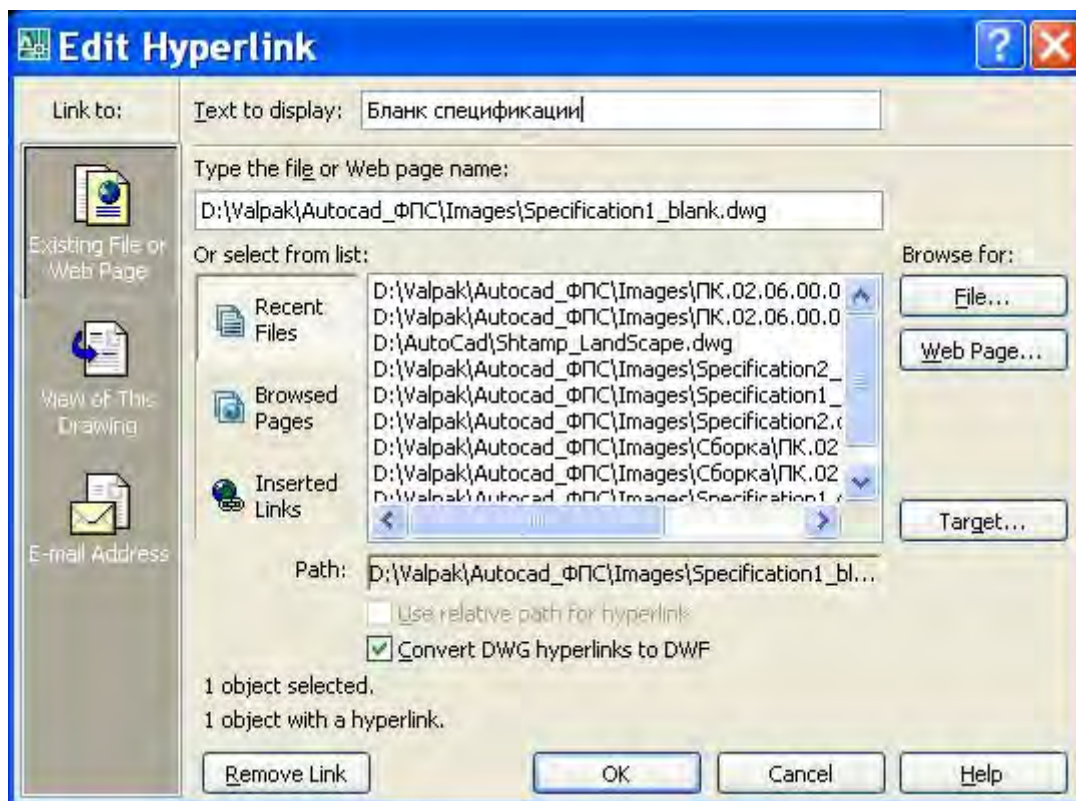 Edit Hyperlink
Link to:
Text to display: Бланк спецификации
Type the file or Web page name:
D:\Valpak\Autocad_ФПС\Images\Specification1_blank.dwg
Existing File or Web Page
Or select from list:
Browse for:
Recent Files
Browsed Pages
Inserted Links
D:\Valpak\Autocad_ФПС\Images\ПК.02.06.00.0
D:\Valpak\Autocad_ФПС\Images\ПК.02.06.00.0
D:\AutoCad\Shtamp_LandScape.dwg
D:\Valpak\Autocad_ФПС\Images\Specification2_
D:\Valpak\Autocad_ФПС\Images\Specification1_
D:\Valpak\Autocad_ФПС\Images\Specification2.d
D:\Valpak\Autocad_ФПС\Images\Сборка\ПК.02
D:\Valpak\Autocad_ФПС\Images\Сборка\ПК.02
D:\Valpak\Autocad_ФПС\Images\Specification1.d
File...
Web Page...
Target...
View of This Drawing
E-mail Address
Path: D:\Valpak\Autocad_ФПС\Images\Specification1_bl...
Use relative path for hyperlink
Convert DWG hyperlinks to DWF
1 object selected.
1 object with a hyperlink.
Remove Link
OK
Cancel
Help